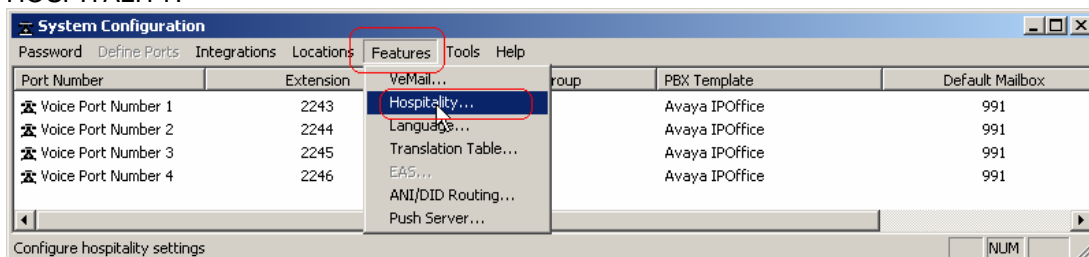 System Configuration
Password Define Ports Integrations Locations Features Tools Help
Port Number Extension roup PBX Template Default Mailbox
VeMail...
Hospitality...
Language...
Translation Table...
EAS...
ANI/DID Routing...
Push Server...
Voice Port Number 1 2243 Avaya IPOffice 991
Voice Port Number 2 2244 Avaya IPOffice 991
Voice Port Number 3 2245 Avaya IPOffice 991
Voice Port Number 4 2246 Avaya IPOffice 991
Configure hospitality settings NUM